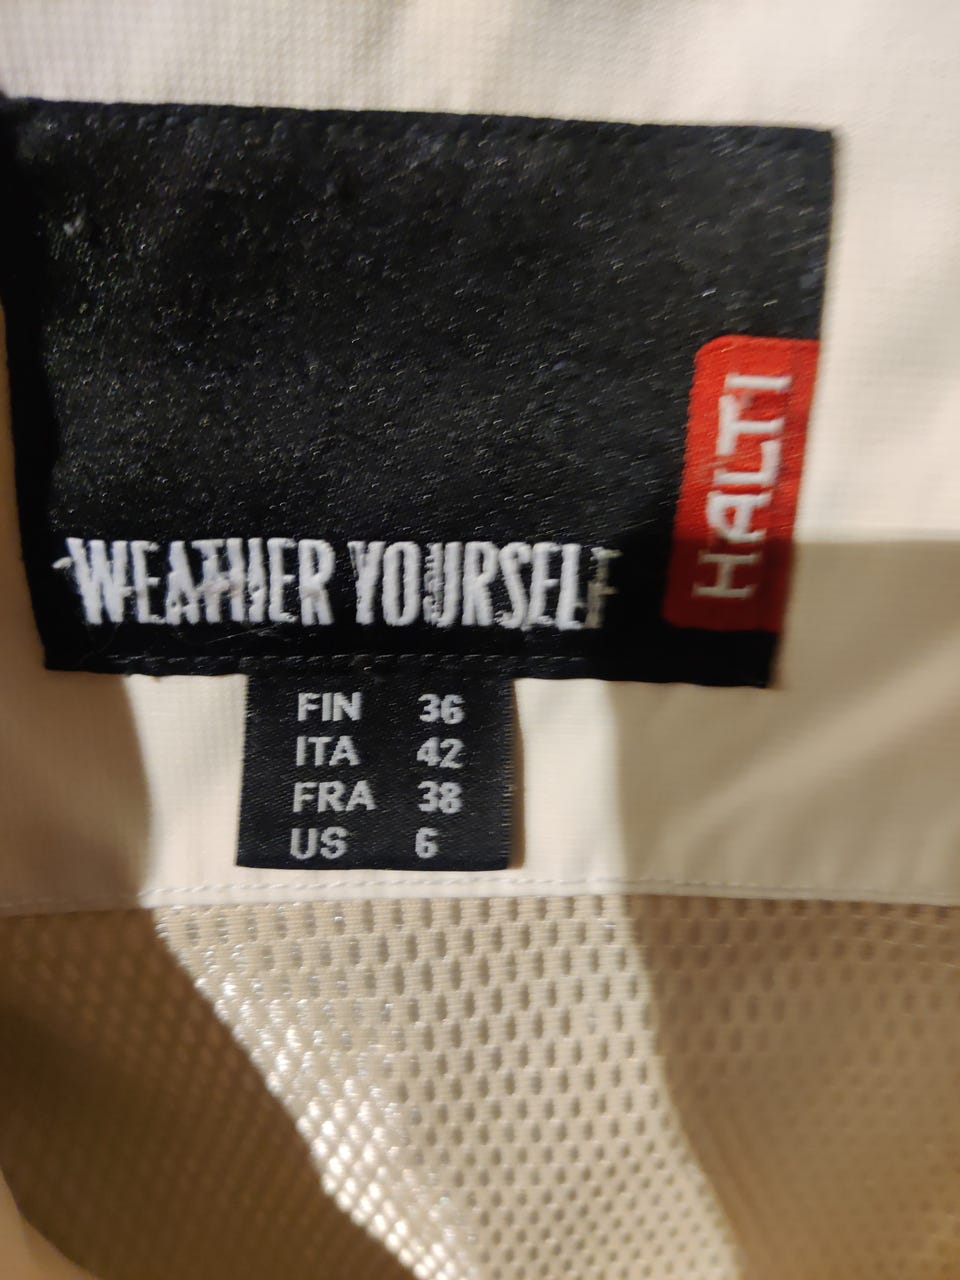 WEATHER YOURSELF
HALTI
FIN 36
ITA 42
FRA 38
US 6